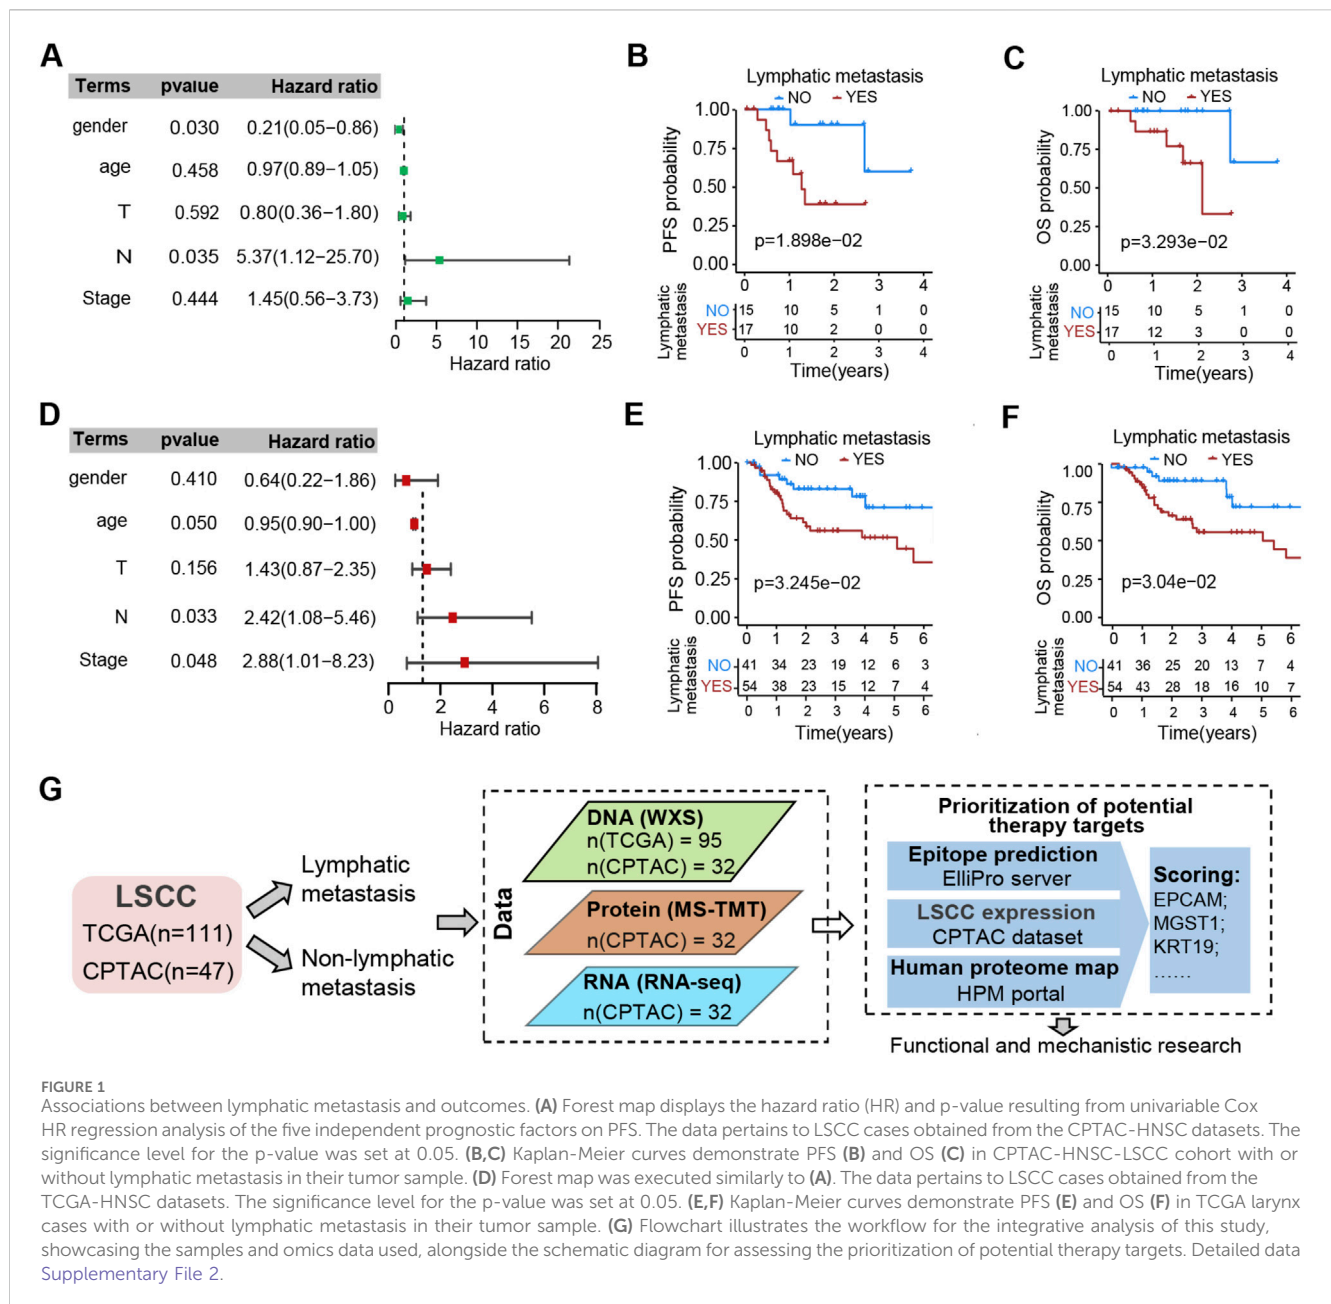 A
Terms pvalue Hazard ratio
gender 0.030 0.21(0.05−0.86)
age 0.458 0.97(0.89−1.05)
T 0.592 0.80(0.36−1.80)
N 0.035 5.37(1.12−25.70)
Stage 0.444 1.45(0.56−3.73)
0 5 10 15 20 25
Hazard ratio
B
Lymphatic metastasis
NO YES
PFS probability
1.00
0.75
0.50
0.25
0.00
p=1.898e−02
0 1 2 3 4
Lymphatic metastasis
NO 15 10 5 1 0
YES 17 10 2 0 0
0 1 2 3 4
Time(years)
C
Lymphatic metastasis
NO YES
OS probability
1.00
0.75
0.50
0.25
0.00
p=3.293e−02
0 1 2 3 4
Lymphatic metastasis
NO 15 10 5 1 0
YES 17 12 3 0 0
0 1 2 3 4
Time(years)
D
Terms pvalue Hazard ratio
gender 0.410 0.64(0.22−1.86)
age 0.050 0.95(0.90−1.00)
T 0.156 1.43(0.87−2.35)
N 0.033 2.42(1.08−5.46)
Stage 0.048 2.88(1.01−8.23)
0 2 4 6 8
Hazard ratio
E
Lymphatic metastasis
NO YES
PFS probability
1.00
0.75
0.50
0.25
0.00
p=3.245e−02
0 1 2 3 4 5 6
Lymphatic metastasis
NO 41 34 23 19 12 6 3
YES 54 38 23 15 12 7 4
0 1 2 3 4 5 6
Time(years)
F
Lymphatic metastasis
NO YES
OS probability
1.00
0.75
0.50
0.25
0.00
p=3.04e−02
0 1 2 3 4 5 6
Lymphatic metastasis
NO 41 36 25 20 13 7 4
YES 54 43 28 18 16 10 7
0 1 2 3 4 5 6
Time(years)
G
LSCC
TCGA(n=111)
CPTAC(n=47)
Lymphatic
metastasis
Non-lymphatic
metastasis
Data
DNA (WXS)
n(TCGA) = 95
n(CPTAC) = 32
Protein (MS-TMT)
n(CPTAC) = 32
RNA (RNA-seq)
n(CPTAC) = 32
Prioritization of potential
therapy targets
Epitope prediction
ElliPro server
LSCC expression
CPTAC dataset
Human proteome map
HPM portal
Scoring:
EPCAM;
MGST1;
KRT19;
......
Functional and mechanistic research
FIGURE 1
Associations between lymphatic metastasis and outcomes. (A) Forest map displays the hazard ratio (HR) and p-value resulting from univariable Cox
HR regression analysis of the five independent prognostic factors on PFS. The data pertains to LSCC cases obtained from the CPTAC-HNSC datasets. The
significance level for the p-value was set at 0.05. (B,C) Kaplan-Meier curves demonstrate PFS (B) and OS (C) in CPTAC-HNSC-LSCC cohort with or
without lymphatic metastasis in their tumor sample. (D) Forest map was executed similarly to (A). The data pertains to LSCC cases obtained from the
TCGA-HNSC datasets. The significance level for the p-value was set at 0.05. (E,F) Kaplan-Meier curves demonstrate PFS (E) and OS (F) in TCGA larynx
cases with or without lymphatic metastasis in their tumor sample. (G) Flowchart illustrates the workflow for the integrative analysis of this study,
showcasing the samples and omics data used, alongside the schematic diagram for assessing the prioritization of potential therapy targets. Detailed data
Supplementary File 2.